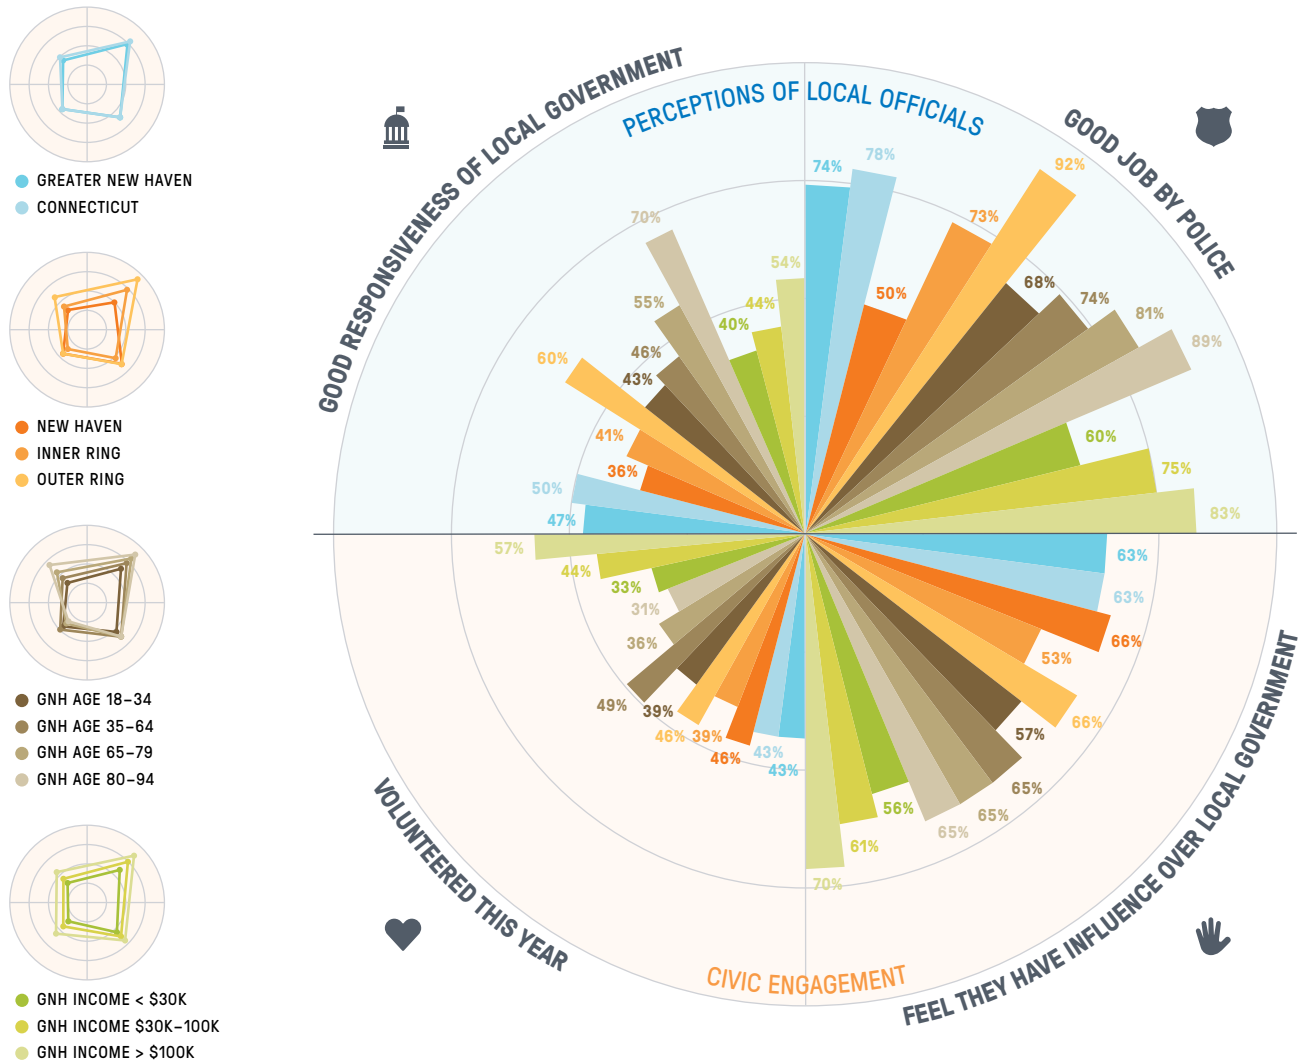 GREATER NEW HAVEN
CONNECTICUT
NEW HAVEN
INNER RING
OUTER RING
GNH AGE 18–34
GNH AGE 35–64
GNH AGE 65–79
GNH AGE 80–94
GNH INCOME < $30K
GNH INCOME $30K–100K
GNH INCOME > $100K
PERCEPTIONS OF LOCAL OFFICIALS
GOOD RESPONSIVENESS OF LOCAL GOVERNMENT
47%
50%
36%
41%
60%
43%
46%
55%
70%
40%
44%
54%
GOOD JOB BY POLICE
74%
78%
50%
73%
92%
68%
74%
81%
89%
60%
75%
83%
FEEL THEY HAVE INFLUENCE OVER LOCAL GOVERNMENT
63%
63%
66%
53%
66%
57%
65%
65%
65%
56%
61%
70%
VOLUNTEERED THIS YEAR
43%
43%
46%
39%
46%
39%
49%
36%
31%
33%
44%
57%
CIVIC ENGAGEMENT